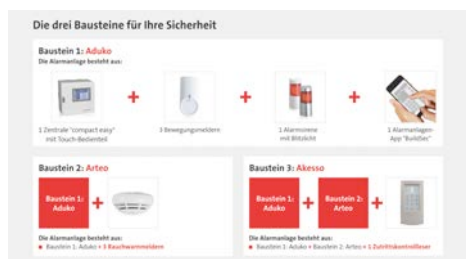 Die drei Bausteine für Ihre Sicherheit
Baustein 1: Aduko
Die Alarmanlage besteht aus:
1 Zentrale "compact easy"
mit Touch-Bedienteil
3 Bewegungsmeldern
1 Alarmsirene
mit Blitzlicht
1 Alarmanlagen-
App "BuildSec"
Baustein 2: Arteo
Baustein 1:
Aduko
Die Alarmanlage besteht aus:
Baustein 1: Aduko + 3 Rauchwarnmeldern
Baustein 3: Akesso
Baustein 1:
Aduko
Baustein 2:
Arteo
Die Alarmanlage besteht aus:
Baustein 1: Aduko + Baustein 2: Arteo + 1 Zutrittskontrollleser